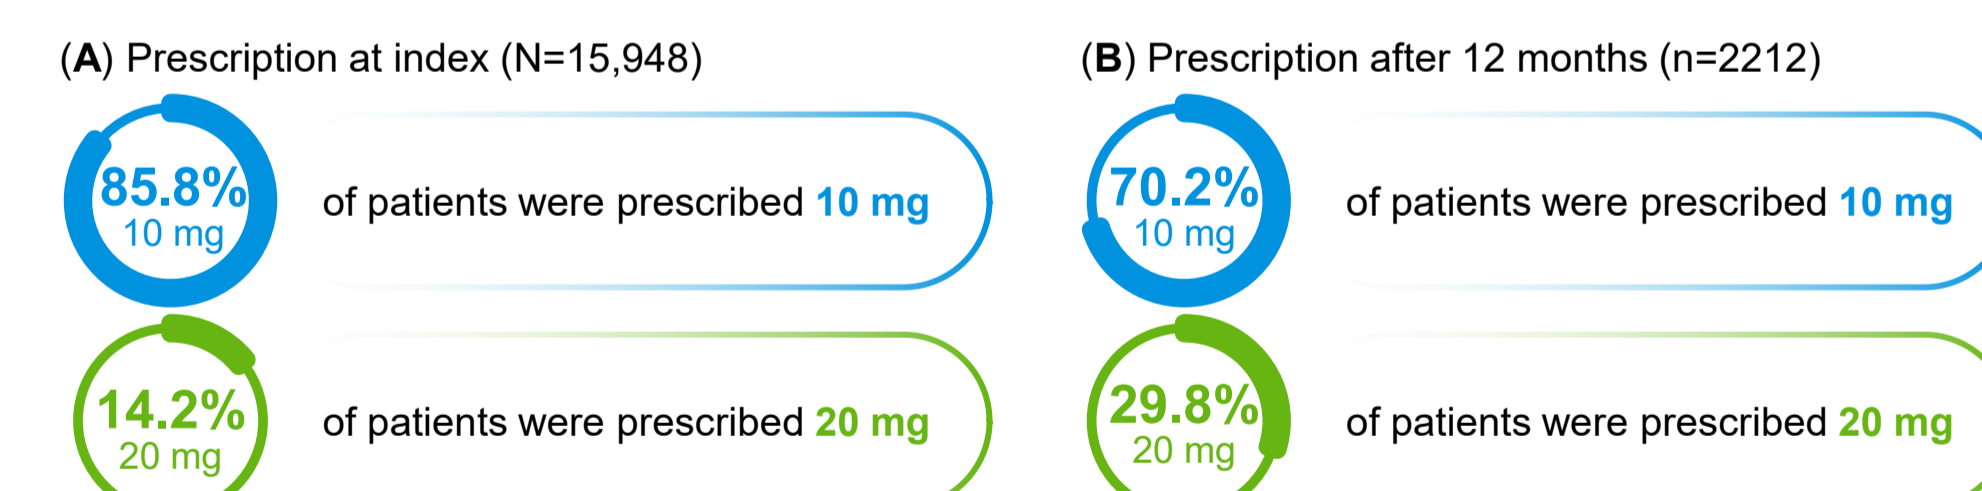 (A) Prescription at index (N=15,948)
85.8%
10 mg
of patients were prescribed 10 mg
14.2%
20 mg
of patients were prescribed 20 mg
(B) Prescription after 12 months (n=2212)
70.2%
10 mg
of patients were prescribed 10 mg
29.8%
20 mg
of patients were prescribed 20 mg